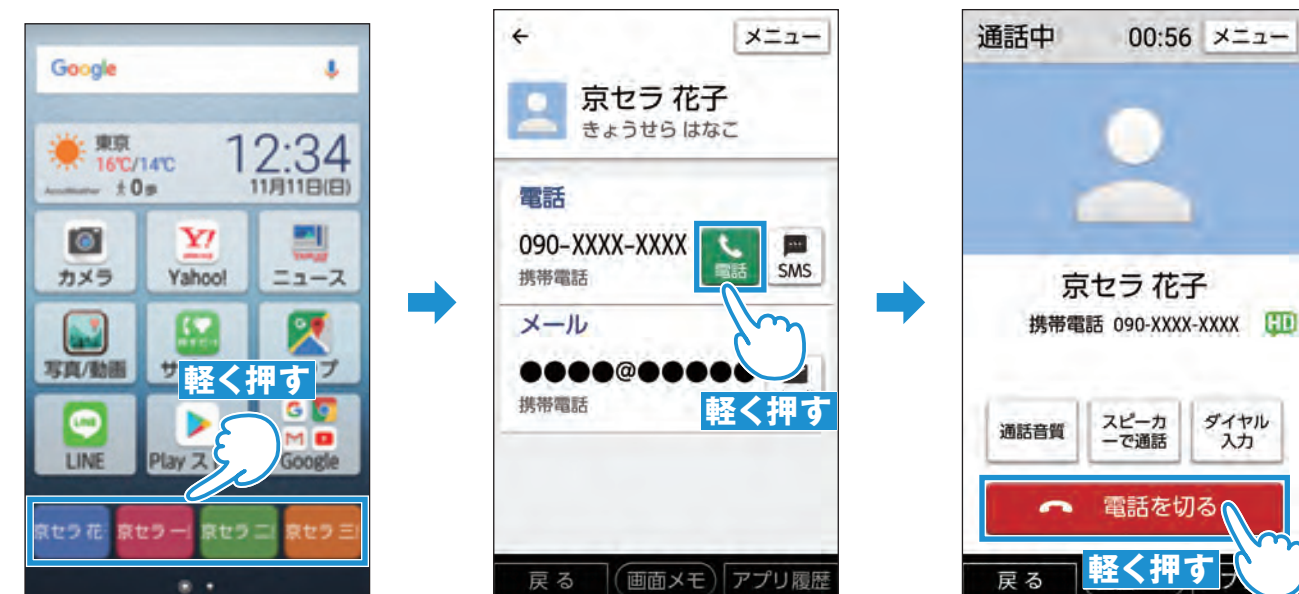 Google
東京
16℃/14℃
0歩
12:34
11月11日(日)
カメラ
Yahoo!
ニュース
写真/動画
サ
プ
軽く押す
LINE
Play ス
Google
京セラ 花
京セラ 一
京セラ 二
京セラ 三
←
メニュー
京セラ 花子
きょうせら はなこ
電話
090-XXXX-XXXX
携帯電話
電話
SMS
メール
●●●●@●●●●●
携帯電話
軽く押す
戻る
画面メモ
アプリ履歴
通話中 00:56 メニュー
京セラ 花子
携帯電話 090-XXXX-XXXX HD
通話音質
スピーカ
ーで通話
ダイヤル
入力
電話を切る
軽く押す
戻る